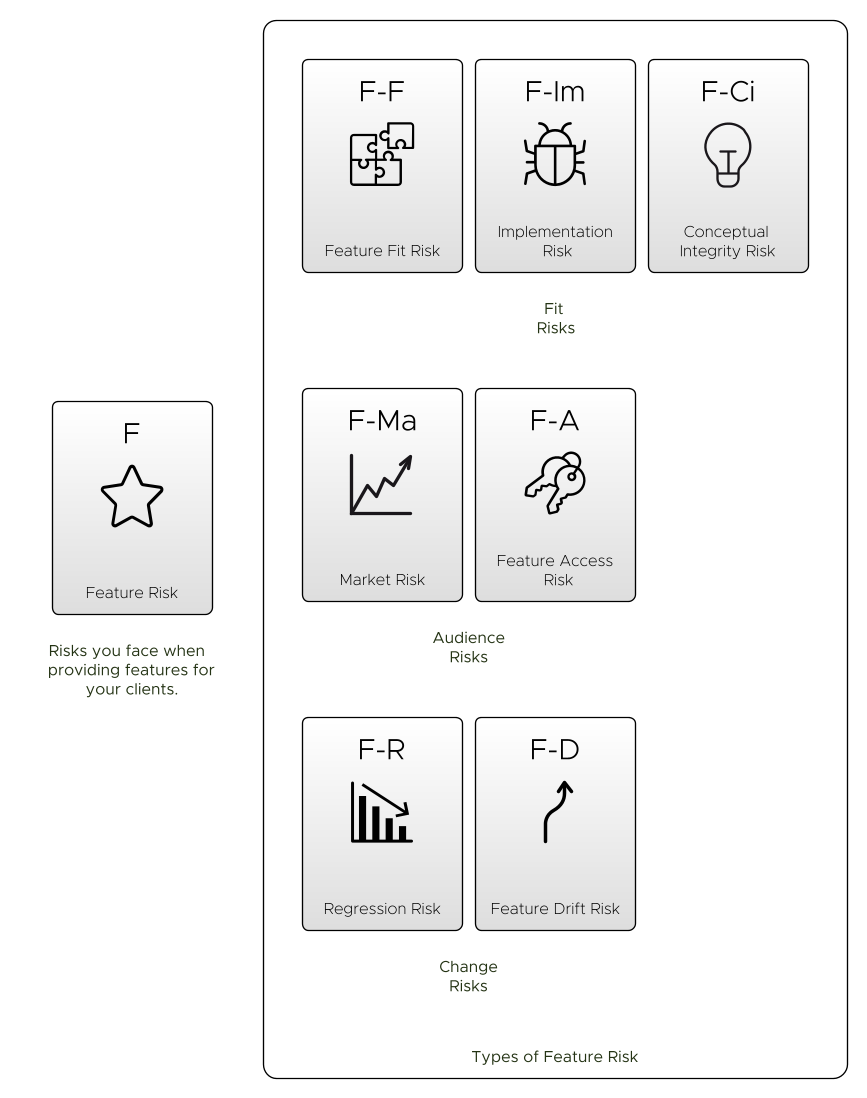 F-F
Feature Fit Risk
F-Im
Implementation
Risk
F-Ci
Conceptual
Integrity Risk
Fit
Risks
F
Feature Risk
Risks you face when
providing features for
your clients.
F-Ma
Market Risk
F-A
Feature Access
Risk
Audience
Risks
F-R
Regression Risk
F-D
Feature Drift Risk
Change
Risks
Types of Feature Risk